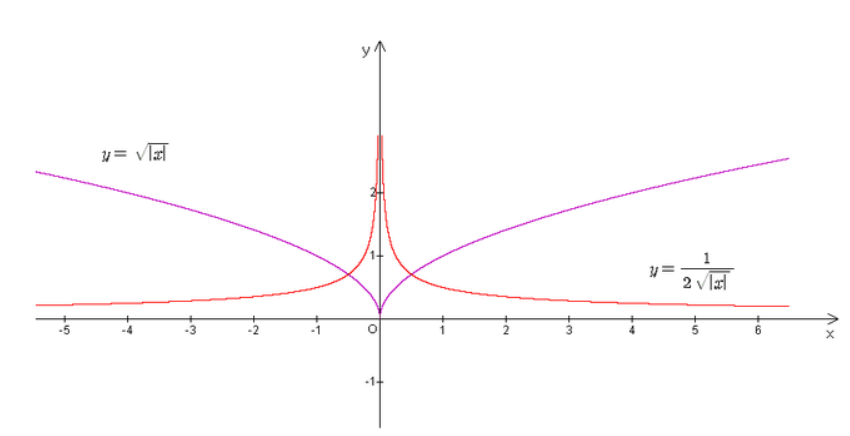 y
y = √|x|
2
1
y = 1/(2√|x|)
-5 -4 -3 -2 -1 O 1 2 3 4 5 6
x
-1